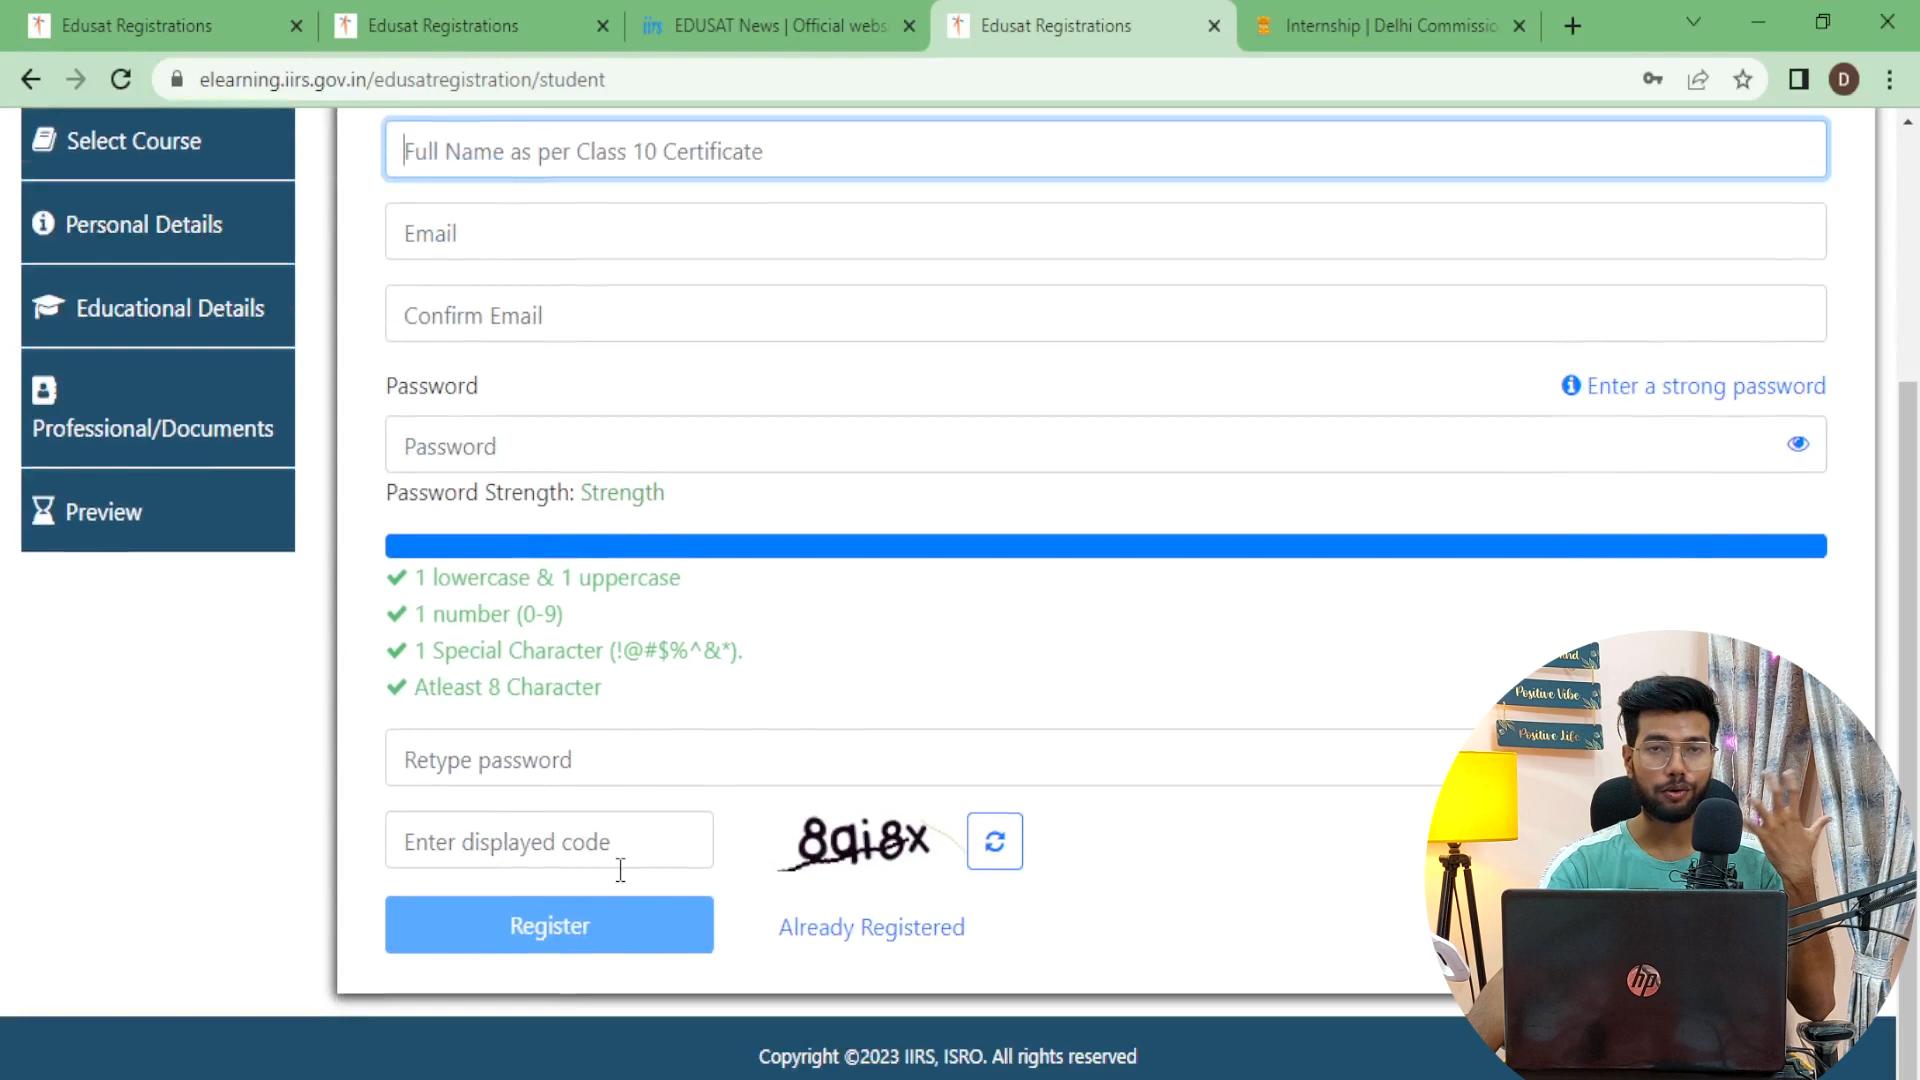 Edusat Registrations
Edusat Registrations
iirs EDUSAT News | Official webs
Edusat Registrations
Internship | Delhi Commissio
elearning.iirs.gov.in/edusatregistration/student
D
Select Course
Personal Details
Educational Details
Professional/Documents
Preview
Full Name as per Class 10 Certificate
Email
Confirm Email
Password
Enter a strong password
Password
Password Strength: Strength
1 lowercase & 1 uppercase
1 number (0-9)
1 Special Character (!@#$%^&*).
Atleast 8 Character
Retype password
Enter displayed code
8qi8x
Register
Already Registered
Copyright ©2023 IIRS, ISRO. All rights reserved
Positive Vibe
Positive Life
hp